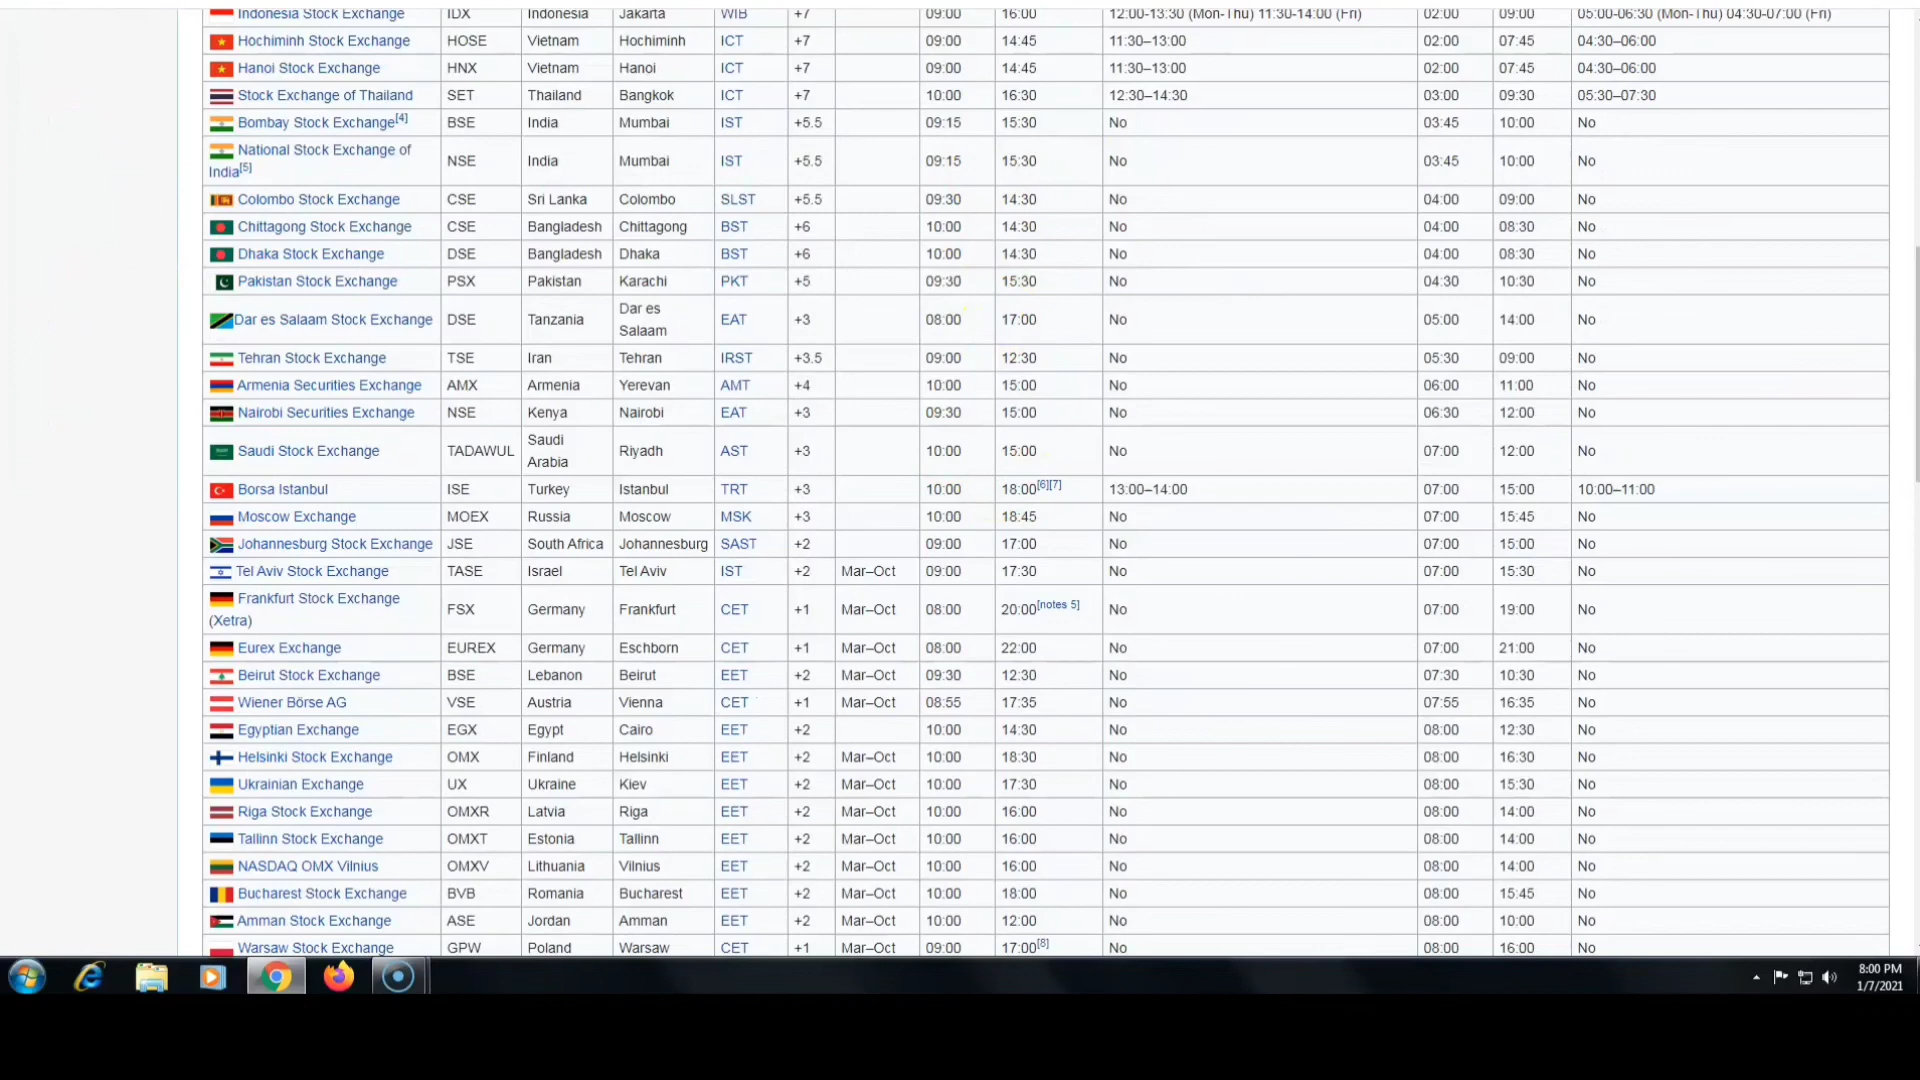 Indonesia Stock Exchange IDX Indonesia Jakarta WIB +7 09:00 16:00 12:00-13:30 (Mon-Thu) 11:30-14:00 (Fri) 02:00 09:00 05:00-06:30 (Mon-Thu) 04:30-07:00 (Fri)
Hochiminh Stock Exchange HOSE Vietnam Hochiminh ICT +7 09:00 14:45 11:30–13:00 02:00 07:45 04:30–06:00
Hanoi Stock Exchange HNX Vietnam Hanoi ICT +7 09:00 14:45 11:30–13:00 02:00 07:45 04:30–06:00
Stock Exchange of Thailand SET Thailand Bangkok ICT +7 10:00 16:30 12:30–14:30 03:00 09:30 05:30–07:30
Bombay Stock Exchange[4] BSE India Mumbai IST +5.5 09:15 15:30 No 03:45 10:00 No
National Stock Exchange of
India[5] NSE India Mumbai IST +5.5 09:15 15:30 No 03:45 10:00 No
Colombo Stock Exchange CSE Sri Lanka Colombo SLST +5.5 09:30 14:30 No 04:00 09:00 No
Chittagong Stock Exchange CSE Bangladesh Chittagong BST +6 10:00 14:30 No 04:00 08:30 No
Dhaka Stock Exchange DSE Bangladesh Dhaka BST +6 10:00 14:30 No 04:00 08:30 No
Pakistan Stock Exchange PSX Pakistan Karachi PKT +5 09:30 15:30 No 04:30 10:30 No
Dar es Salaam Stock Exchange DSE Tanzania Dar es
Salaam EAT +3 08:00 17:00 No 05:00 14:00 No
Tehran Stock Exchange TSE Iran Tehran IRST +3.5 09:00 12:30 No 05:30 09:00 No
Armenia Securities Exchange AMX Armenia Yerevan AMT +4 10:00 15:00 No 06:00 11:00 No
Nairobi Securities Exchange NSE Kenya Nairobi EAT +3 09:30 15:00 No 06:30 12:00 No
Saudi Stock Exchange TADAWUL Saudi
Arabia Riyadh AST +3 10:00 15:00 No 07:00 12:00 No
Borsa Istanbul ISE Turkey Istanbul TRT +3 10:00 18:00[6][7] 13:00–14:00 07:00 15:00 10:00–11:00
Moscow Exchange MOEX Russia Moscow MSK +3 10:00 18:45 No 07:00 15:45 No
Johannesburg Stock Exchange JSE South Africa Johannesburg SAST +2 09:00 17:00 No 07:00 15:00 No
Tel Aviv Stock Exchange TASE Israel Tel Aviv IST +2 Mar–Oct 09:00 17:30 No 07:00 15:30 No
Frankfurt Stock Exchange
(Xetra) FSX Germany Frankfurt CET +1 Mar–Oct 08:00 20:00[notes 5] No 07:00 19:00 No
Eurex Exchange EUREX Germany Eschborn CET +1 Mar–Oct 08:00 22:00 No 07:00 21:00 No
Beirut Stock Exchange BSE Lebanon Beirut EET +2 Mar–Oct 09:30 12:30 No 07:30 10:30 No
Wiener Börse AG VSE Austria Vienna CET +1 Mar–Oct 08:55 17:35 No 07:55 16:35 No
Egyptian Exchange EGX Egypt Cairo EET +2 10:00 14:30 No 08:00 12:30 No
Helsinki Stock Exchange OMX Finland Helsinki EET +2 Mar–Oct 10:00 18:30 No 08:00 16:30 No
Ukrainian Exchange UX Ukraine Kiev EET +2 Mar–Oct 10:00 17:30 No 08:00 15:30 No
Riga Stock Exchange OMXR Latvia Riga EET +2 Mar–Oct 10:00 16:00 No 08:00 14:00 No
Tallinn Stock Exchange OMXT Estonia Tallinn EET +2 Mar–Oct 10:00 16:00 No 08:00 14:00 No
NASDAQ OMX Vilnius OMXV Lithuania Vilnius EET +2 Mar–Oct 10:00 16:00 No 08:00 14:00 No
Bucharest Stock Exchange BVB Romania Bucharest EET +2 Mar–Oct 10:00 18:00 No 08:00 15:45 No
Amman Stock Exchange ASE Jordan Amman EET +2 Mar–Oct 10:00 12:00 No 08:00 10:00 No
Warsaw Stock Exchange GPW Poland Warsaw CET +1 Mar–Oct 09:00 17:00[8] No 08:00 16:00 No
8:00 PM
1/7/2021